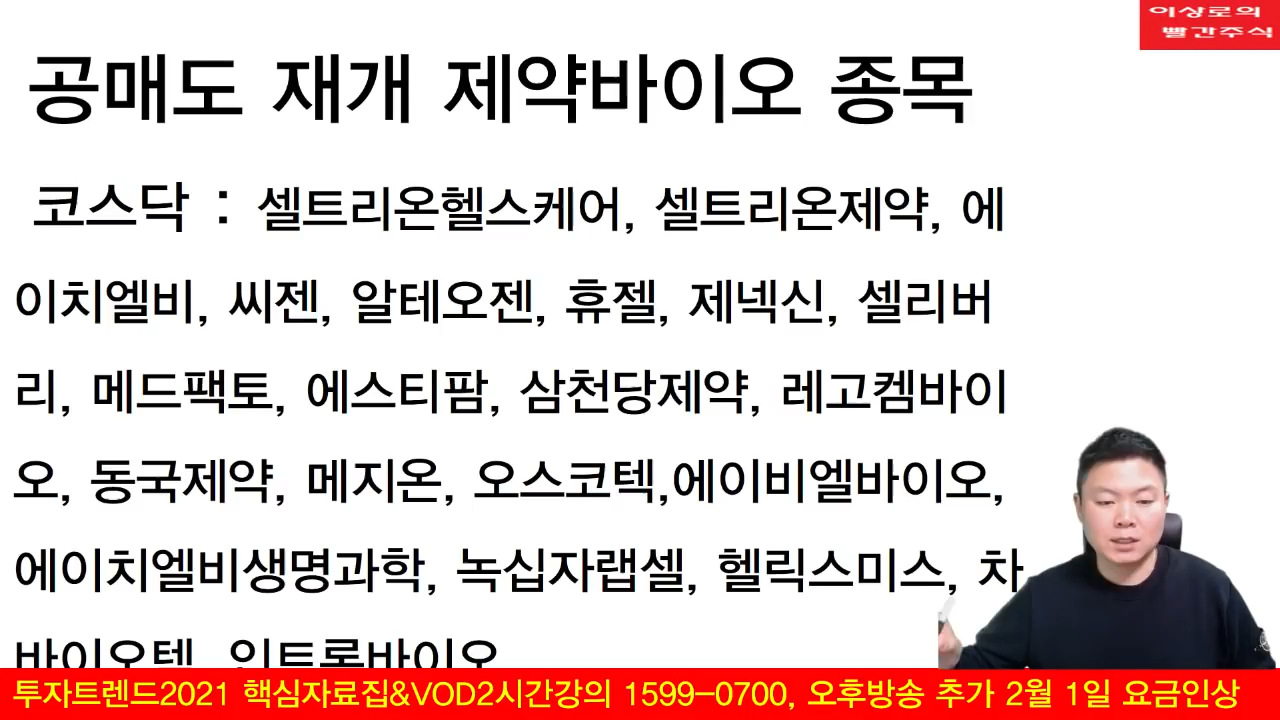 이상로의
빨간주식
공매도 재개 제약바이오 종목
코스닥 : 셀트리온헬스케어, 셀트리온제약, 에
이치엘비, 씨젠, 알테오젠, 휴젤, 제넥신, 셀리버
리, 메드팩토, 에스티팜, 삼천당제약, 레고켐바이
오, 동국제약, 메지온, 오스코텍,에이비엘바이오,
에이치엘비생명과학, 녹십자랩셀, 헬릭스미스, 차
바이오텍, 인트론바이오
투자트렌드2021 핵심자료집&VOD2시간강의 1599-0700, 오후방송 추가 2월 1일 요금인상